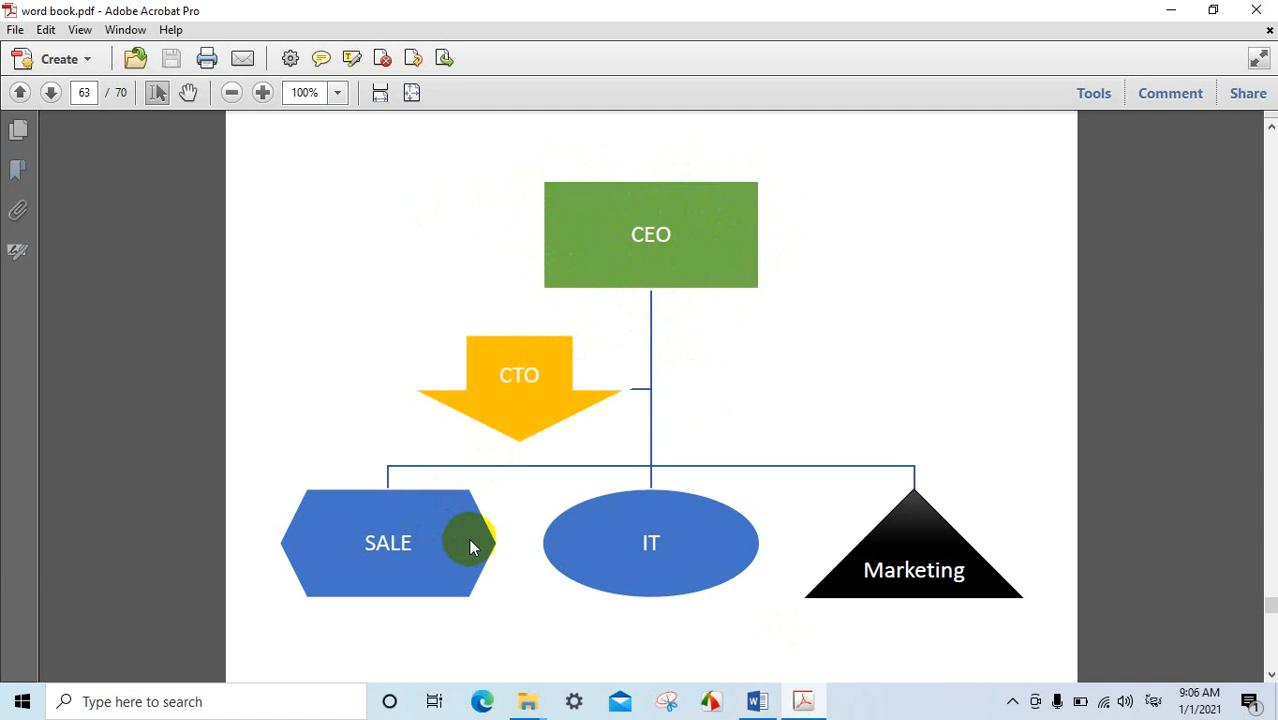 word book.pdf - Adobe Acrobat Pro
File Edit View Window Help
Create
63 / 70 100% Tools Comment Share
CEO
CTO
SALE IT Marketing
Type here to search
9:06 AM
1/1/2021
1